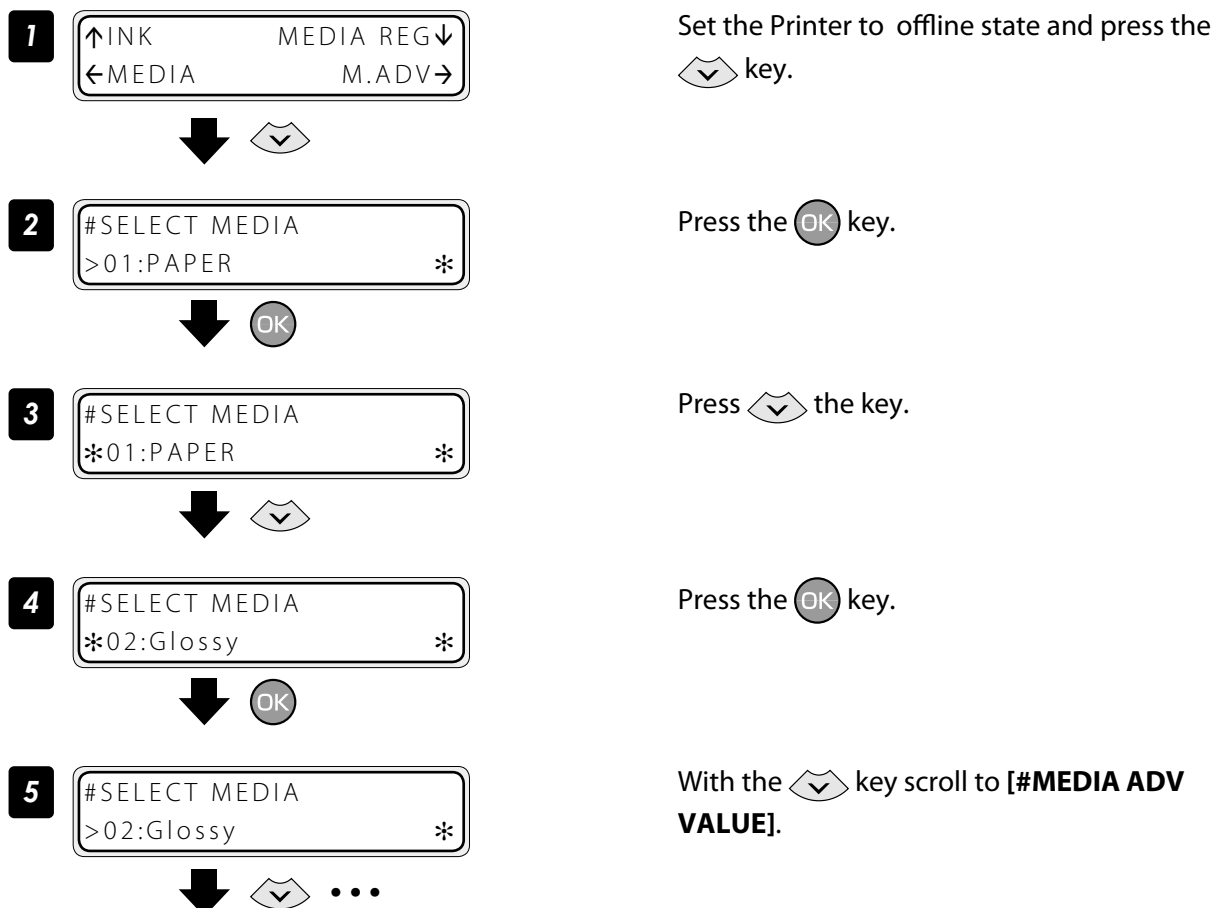 1
↑INK MEDIA REG↓
←MEDIA M.ADV→
Set the Printer to offline state and press the
key.
2
#SELECT MEDIA
>01:PAPER *
Press the OK key.
OK
3
#SELECT MEDIA
*01:PAPER *
Press the key.
4
#SELECT MEDIA
*02:Glossy *
Press the OK key.
OK
5
#SELECT MEDIA
>02:Glossy *
With the key scroll to [#MEDIA ADV
VALUE].
•••